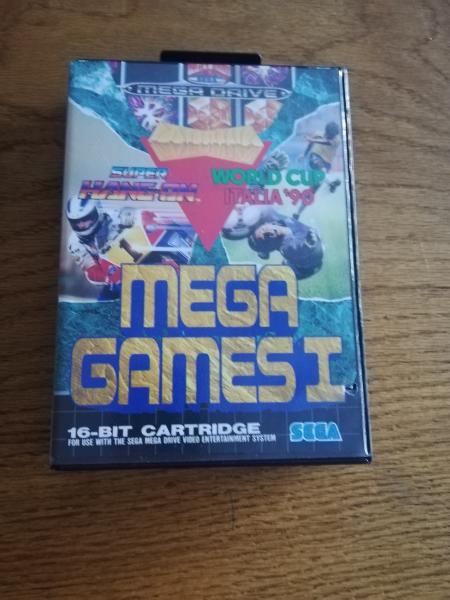 MEGA DRIVE
SUPER
HANG-ON
WORLD CUP
ITALIA '90
MEGA
GAMES I
16-BIT CARTRIDGE
FOR USE WITH THE SEGA MEGA DRIVE VIDEO ENTERTAINMENT SYSTEM
SEGA